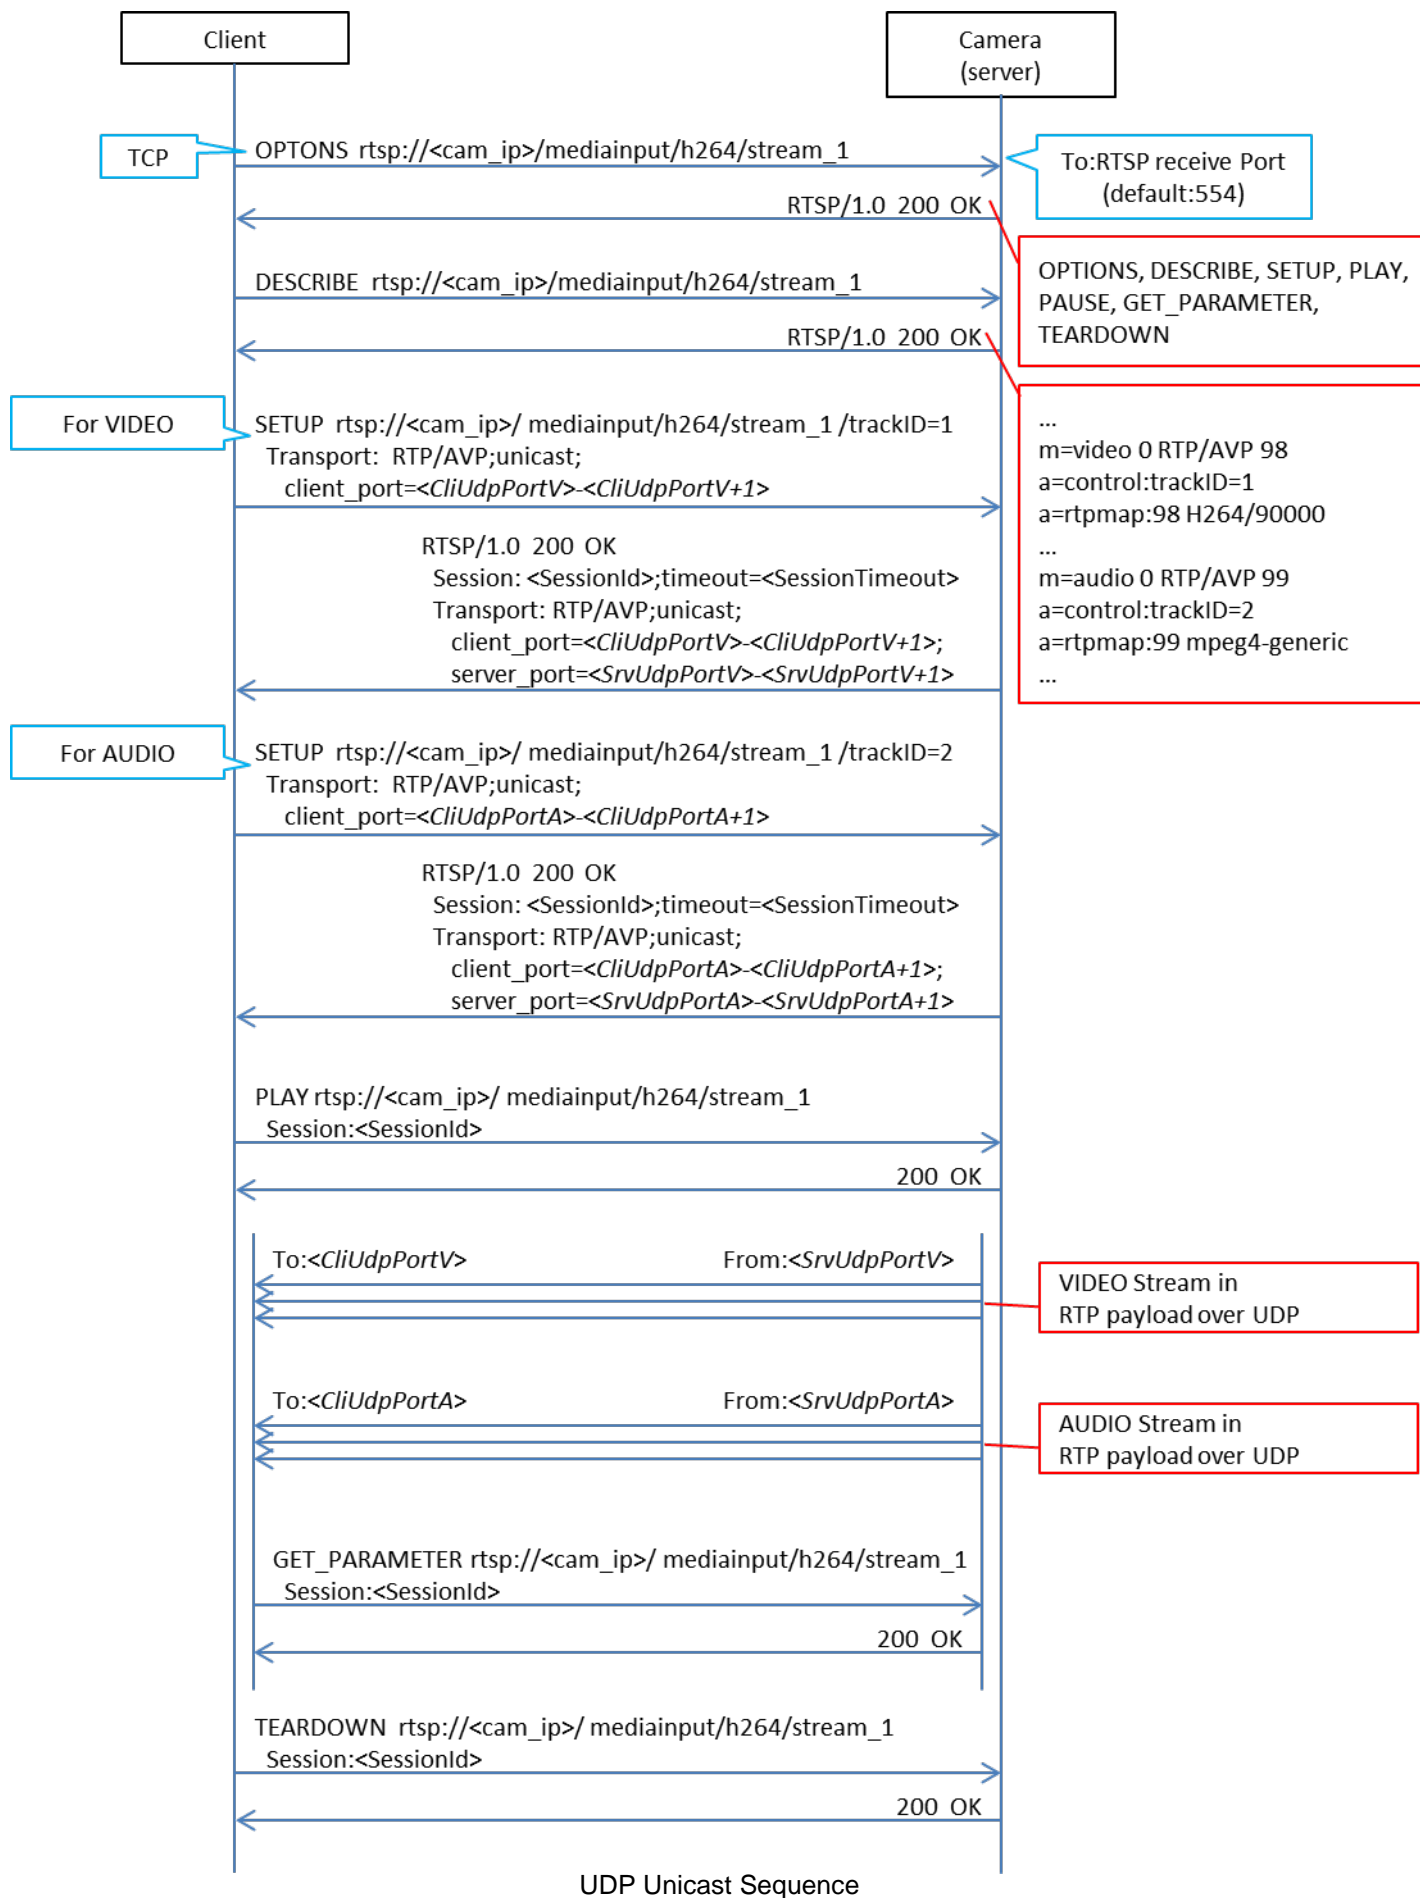 Client
Camera
(server)
TCP
OPTONS rtsp://<cam_ip>/mediainput/h264/stream_1
To:RTSP receive Port
(default:554)
RTSP/1.0 200 OK
OPTIONS, DESCRIBE, SETUP, PLAY,
PAUSE, GET_PARAMETER,
TEARDOWN
DESCRIBE rtsp://<cam_ip>/mediainput/h264/stream_1
RTSP/1.0 200 OK
...
m=video 0 RTP/AVP 98
a=control:trackID=1
a=rtpmap:98 H264/90000
...
m=audio 0 RTP/AVP 99
a=control:trackID=2
a=rtpmap:99 mpeg4-generic
...
For VIDEO
SETUP rtsp://<cam_ip>/ mediainput/h264/stream_1 /trackID=1
Transport: RTP/AVP;unicast;
client_port=<CliUdpPortV>-<CliUdpPortV+1>
RTSP/1.0 200 OK
Session: <SessionId>;timeout=<SessionTimeout>
Transport: RTP/AVP;unicast;
client_port=<CliUdpPortV>-<CliUdpPortV+1>;
server_port=<SrvUdpPortV>-<SrvUdpPortV+1>
For AUDIO
SETUP rtsp://<cam_ip>/ mediainput/h264/stream_1 /trackID=2
Transport: RTP/AVP;unicast;
client_port=<CliUdpPortA>-<CliUdpPortA+1>
RTSP/1.0 200 OK
Session: <SessionId>;timeout=<SessionTimeout>
Transport: RTP/AVP;unicast;
client_port=<CliUdpPortA>-<CliUdpPortA+1>;
server_port=<SrvUdpPortA>-<SrvUdpPortA+1>
PLAY rtsp://<cam_ip>/ mediainput/h264/stream_1
Session:<SessionId>
200 OK
To:<CliUdpPortV>
From:<SrvUdpPortV>
VIDEO Stream in
RTP payload over UDP
To:<CliUdpPortA>
From:<SrvUdpPortA>
AUDIO Stream in
RTP payload over UDP
GET_PARAMETER rtsp://<cam_ip>/ mediainput/h264/stream_1
Session:<SessionId>
200 OK
TEARDOWN rtsp://<cam_ip>/ mediainput/h264/stream_1
Session:<SessionId>
200 OK
UDP Unicast Sequence